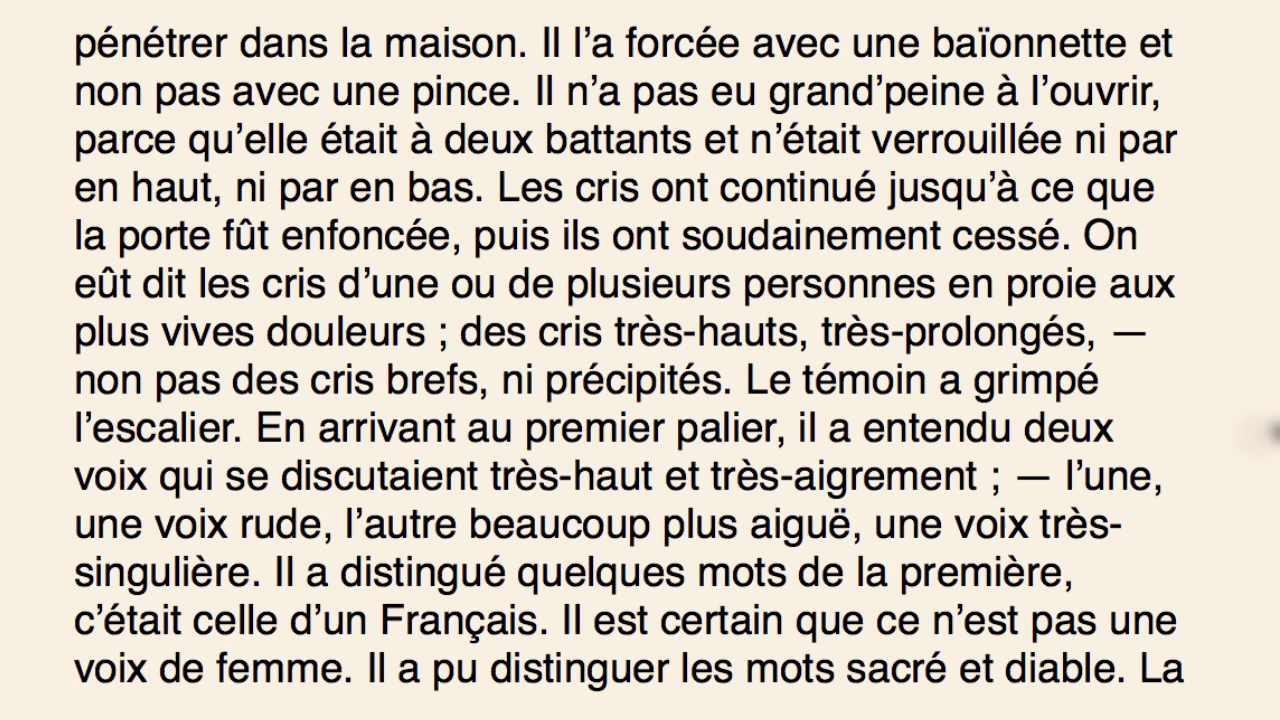 pénétrer dans la maison. Il l’a forcée avec une baïonnette et
non pas avec une pince. Il n’a pas eu grand’peine à l’ouvrir,
parce qu’elle était à deux battants et n’était verrouillée ni par
en haut, ni par en bas. Les cris ont continué jusqu’à ce que
la porte fût enfoncée, puis ils ont soudainement cessé. On
eût dit les cris d’une ou de plusieurs personnes en proie aux
plus vives douleurs ; des cris très-hauts, très-prolongés, —
non pas des cris brefs, ni précipités. Le témoin a grimpé
l’escalier. En arrivant au premier palier, il a entendu deux
voix qui se discutaient très-haut et très-aigrement ; — l’une,
une voix rude, l’autre beaucoup plus aiguë, une voix très-
singulière. Il a distingué quelques mots de la première,
c’était celle d’un Français. Il est certain que ce n’est pas une
voix de femme. Il a pu distinguer les mots sacré et diable. La